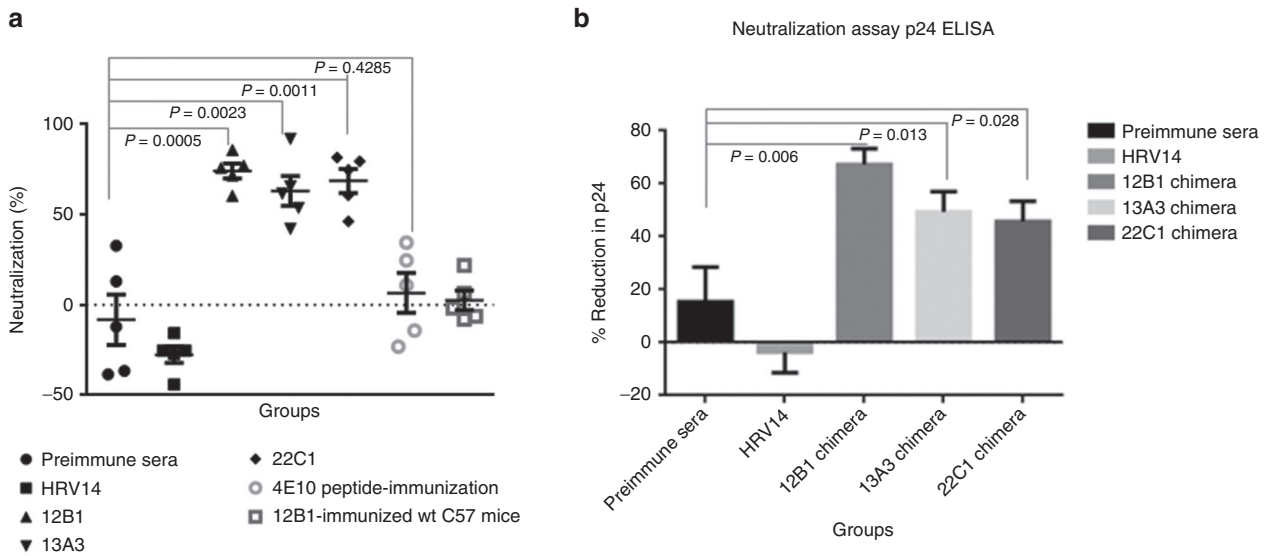 a
P = 0.4285
P = 0.0011
P = 0.0023
P = 0.0005
100
50
0
–50
Neutralization (%)
Groups
Preimmune sera
HRV14
12B1
13A3
22C1
4E10 peptide-immunization
12B1-immunized wt C57 mice
b
Neutralization assay p24 ELISA
P = 0.028
P = 0.013
P = 0.006
80
60
40
20
0
–20
% Reduction in p24
Preimmune sera
HRV14
12B1 chimera
13A3 chimera
22C1 chimera
Groups
Preimmune sera
HRV14
12B1 chimera
13A3 chimera
22C1 chimera